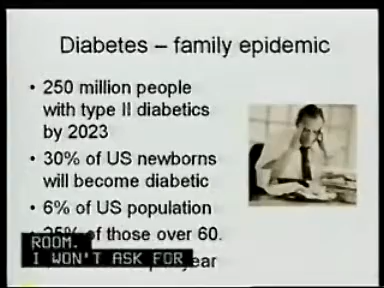 Diabetes – family epidemic
• 250 million people
with type II diabetics
by 2023
• 30% of US newborns
will become diabetic
• 6% of US population
• 25% of those over 60.
ear
ROOM.
I WON'T ASK FOR